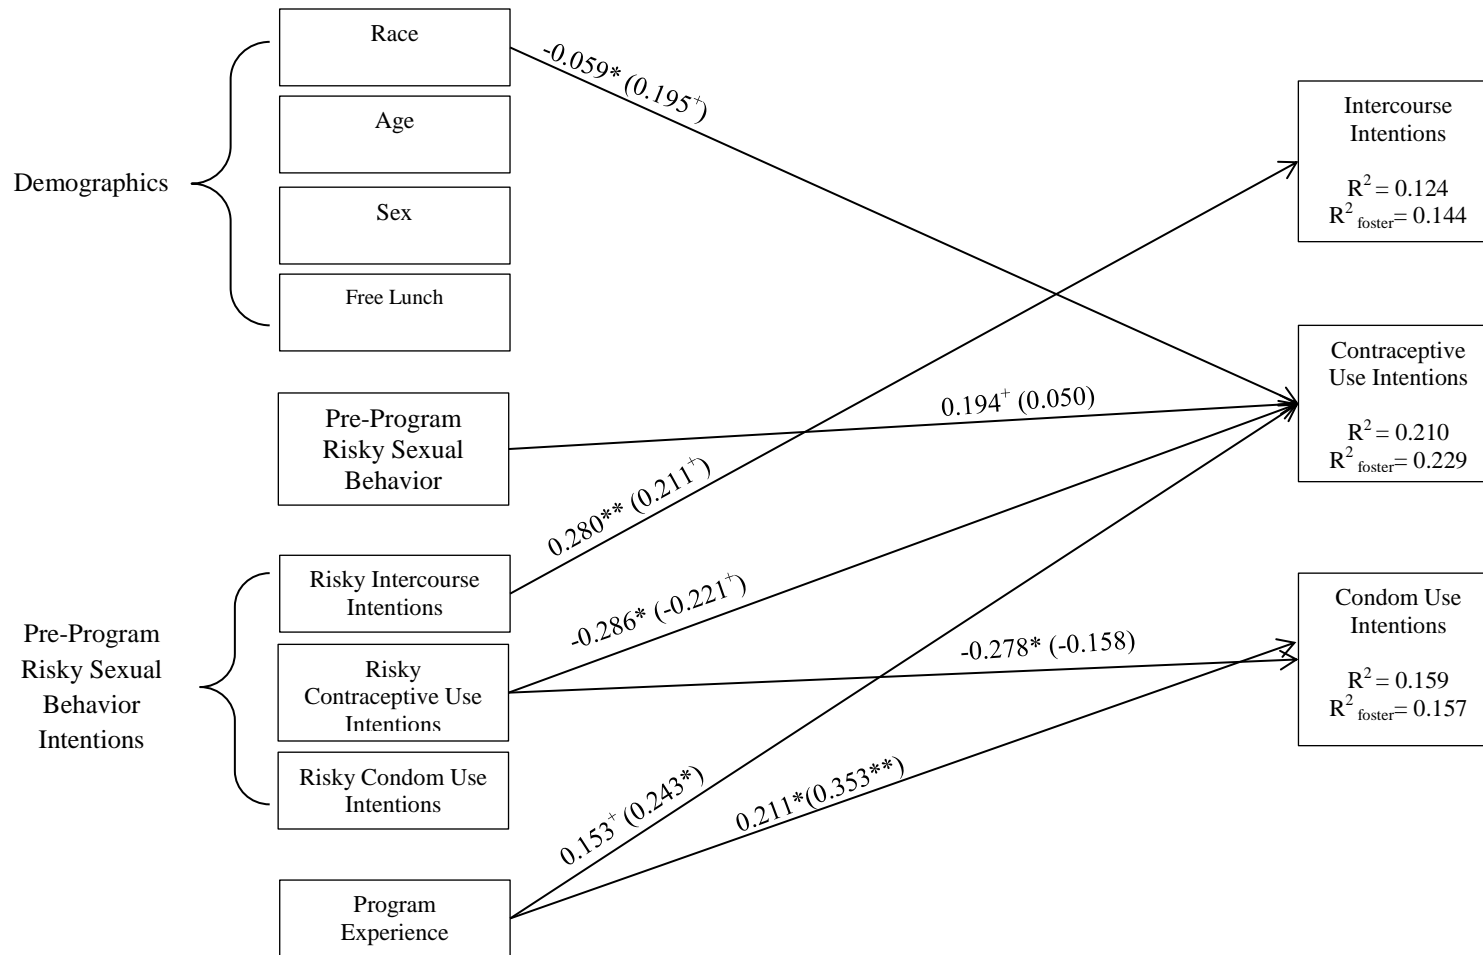 Race
-0.059* (0.195⁺)
Age
Demographics
Sex
Free Lunch
Intercourse
Intentions
R² = 0.124
R² foster= 0.144
Contraceptive
Use Intentions
R² = 0.210
R² foster= 0.229
Pre-Program
Risky Sexual
Behavior
0.194⁺ (0.050)
0.280** (0.211⁺)
Pre-Program
Risky Sexual
Behavior
Intentions
Risky Intercourse
Intentions
-0.286* (-0.221⁺)
Risky
Contraceptive Use
Intentions
-0.278* (-0.158)
Risky Condom Use
Intentions
Condom Use
Intentions
R² = 0.159
R² foster= 0.157
0.153⁺ (0.243*)
0.211*(0.353**)
Program
Experience